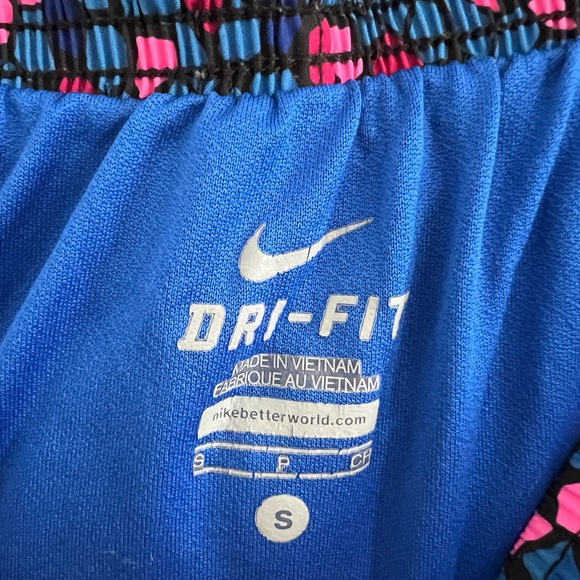 DRI-FIT
MADE IN VIETNAM
FABRIQUE AU VIETNAM
nikebetterworld.com
S P CH
S